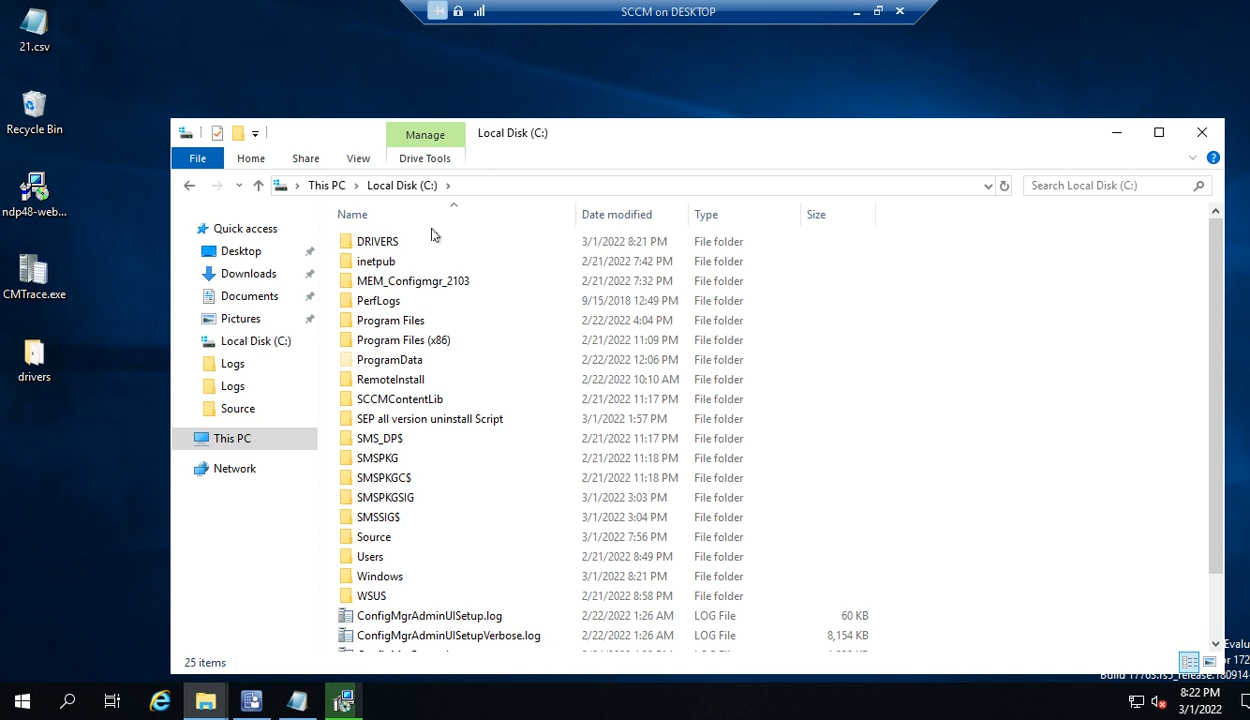 SCCM on DESKTOP
21.csv
Recycle Bin
ndp48-web...
CMTrace.exe
drivers
Manage
Local Disk (C:)
File
Home
Share
View
Drive Tools
This PC
Local Disk (C:)
Search Local Disk (C:)
Quick access
Desktop
Downloads
Documents
Pictures
Local Disk (C:)
Logs
Logs
Source
This PC
Network
Name Date modified Type Size
DRIVERS 3/1/2022 8:21 PM File folder
inetpub 2/21/2022 7:42 PM File folder
MEM_Configmgr_2103 2/21/2022 7:32 PM File folder
PerfLogs 9/15/2018 12:49 PM File folder
Program Files 2/22/2022 4:04 PM File folder
Program Files (x86) 2/21/2022 11:09 PM File folder
ProgramData 2/22/2022 12:06 PM File folder
RemoteInstall 2/22/2022 10:10 AM File folder
SCCMContentLib 2/21/2022 11:17 PM File folder
SEP all version uninstall Script 3/1/2022 1:57 PM File folder
SMS_DP$ 2/21/2022 11:17 PM File folder
SMSPKG 2/21/2022 11:18 PM File folder
SMSPKGC$ 2/21/2022 11:18 PM File folder
SMSPKGSIG 3/1/2022 3:03 PM File folder
SMSSIG$ 3/1/2022 3:04 PM File folder
Source 3/1/2022 7:56 PM File folder
Users 2/21/2022 8:49 PM File folder
Windows 3/1/2022 8:21 PM File folder
WSUS 2/21/2022 8:58 PM File folder
ConfigMgrAdminUISetup.log 2/22/2022 1:26 AM LOG File 60 KB
ConfigMgrAdminUISetupVerbose.log 2/22/2022 1:26 AM LOG File 8,154 KB
25 items
Evalu
or 172
8:22 PM
3/1/2022